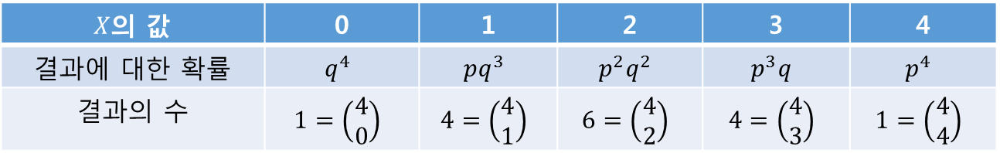 X의 값 0 1 2 3 4
결과에 대한 확률 q⁴ pq³ p²q² p³q p⁴
결과의 수 1 = (4 0) 4 = (4 1) 6 = (4 2) 4 = (4 3) 1 = (4 4)